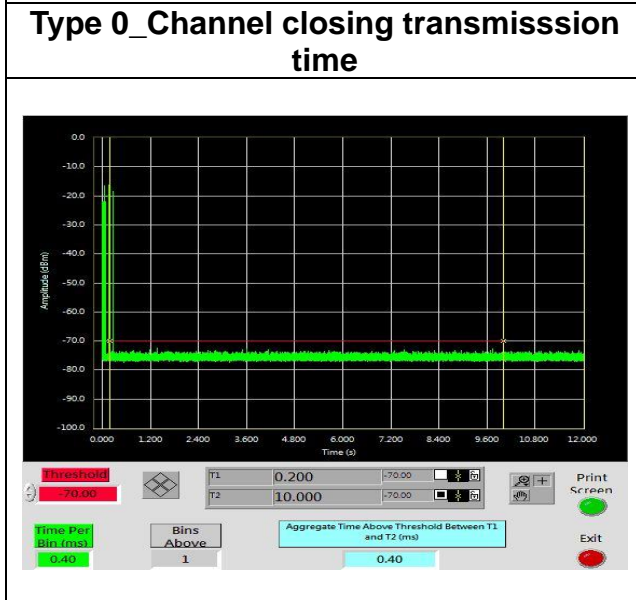 Type 0_Channel closing transmisssion
time
0.0
-10.0
-20.0
-30.0
-40.0
-50.0
-60.0
-70.0
-80.0
-90.0
-100.0
Amplitude (dBm)
0.000 1.200 2.400 3.600 4.800 6.000 7.200 8.400 9.600 10.800 12.000
Time (s)
Threshold
-70.00
T1 0.200 -70.00
T2 10.000 -70.00
Print
Screen
Time Per
Bin (ms)
0.40
Bins
Above
1
Aggregate Time Above Threshold Between T1
and T2 (ms)
0.40
Exit